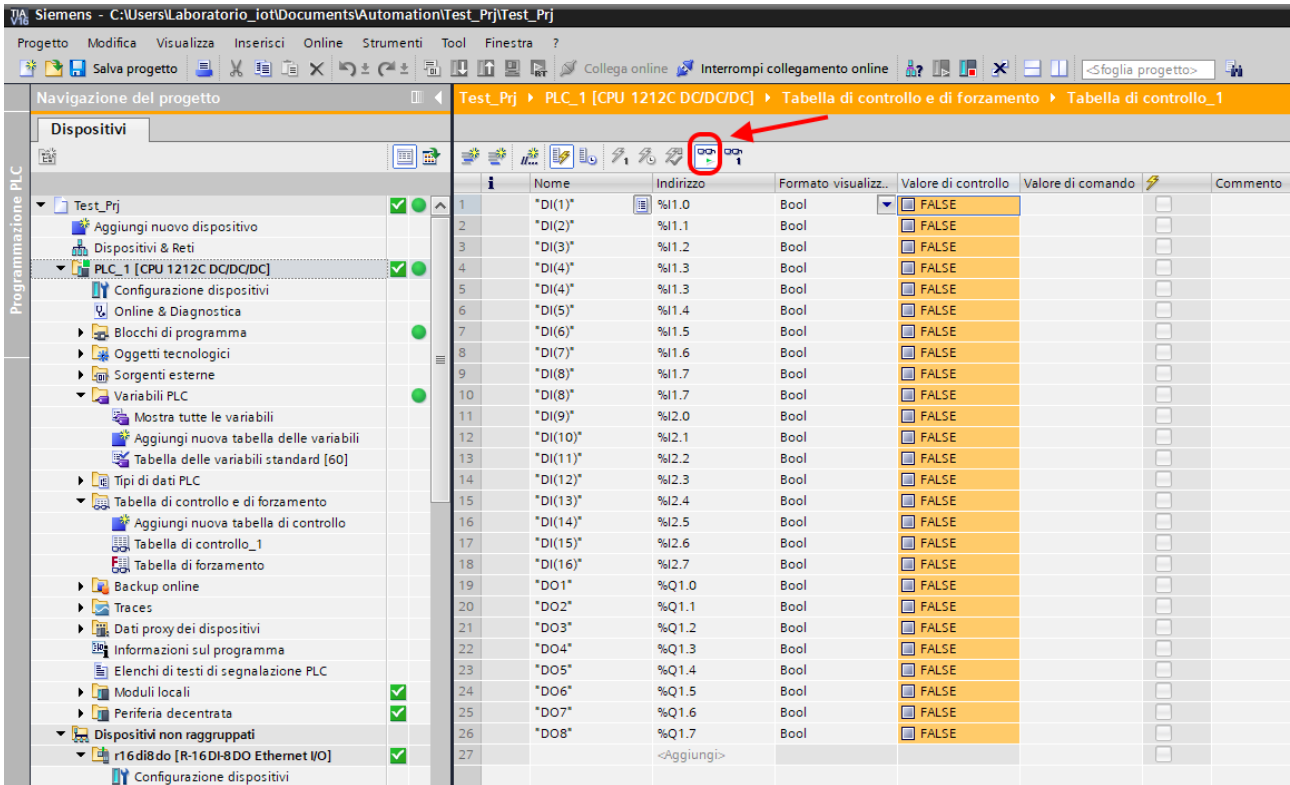 Siemens - C:\Users\Laboratorio_iot\Documents\Automation\Test_Prj\Test_Prj
Progetto Modifica Visualizza Inserisci Online Strumenti Tool Finestra ?
Salva progetto Collega online Interrompi collegamento online <Sfoglia progetto>
Navigazione del progetto
Test_Prj PLC_1 [CPU 1212C DC/DC/DC] Tabella di controllo e di forzamento Tabella di controllo_1
Dispositivi
Programmazione PLC
Test_Prj
Aggiungi nuovo dispositivo
Dispositivi & Reti
PLC_1 [CPU 1212C DC/DC/DC]
Configurazione dispositivi
Online & Diagnostica
Blocchi di programma
Oggetti tecnologici
Sorgenti esterne
Variabili PLC
Mostra tutte le variabili
Aggiungi nuova tabella delle variabili
Tabella delle variabili standard [60]
Tipi di dati PLC
Tabella di controllo e di forzamento
Aggiungi nuova tabella di controllo
Tabella di controllo_1
Tabella di forzamento
Backup online
Traces
Dati proxy dei dispositivi
Informazioni sul programma
Elenchi di testi di segnalazione PLC
Moduli locali
Periferia decentrata
Dispositivi non raggruppati
r16di8do [R-16DI-8DO Ethernet I/O]
Configurazione dispositivi
i Nome Indirizzo Formato visualizz.. Valore di controllo Valore di comando Commento
1 "DI(1)" %I1.0 Bool FALSE
2 "DI(2)" %I1.1 Bool FALSE
3 "DI(3)" %I1.2 Bool FALSE
4 "DI(4)" %I1.3 Bool FALSE
5 "DI(4)" %I1.3 Bool FALSE
6 "DI(5)" %I1.4 Bool FALSE
7 "DI(6)" %I1.5 Bool FALSE
8 "DI(7)" %I1.6 Bool FALSE
9 "DI(8)" %I1.7 Bool FALSE
10 "DI(8)" %I1.7 Bool FALSE
11 "DI(9)" %I2.0 Bool FALSE
12 "DI(10)" %I2.1 Bool FALSE
13 "DI(11)" %I2.2 Bool FALSE
14 "DI(12)" %I2.3 Bool FALSE
15 "DI(13)" %I2.4 Bool FALSE
16 "DI(14)" %I2.5 Bool FALSE
17 "DI(15)" %I2.6 Bool FALSE
18 "DI(16)" %I2.7 Bool FALSE
19 "DO1" %Q1.0 Bool FALSE
20 "DO2" %Q1.1 Bool FALSE
21 "DO3" %Q1.2 Bool FALSE
22 "DO4" %Q1.3 Bool FALSE
23 "DO5" %Q1.4 Bool FALSE
24 "DO6" %Q1.5 Bool FALSE
25 "DO7" %Q1.6 Bool FALSE
26 "DO8" %Q1.7 Bool FALSE
27 <Aggiungi>